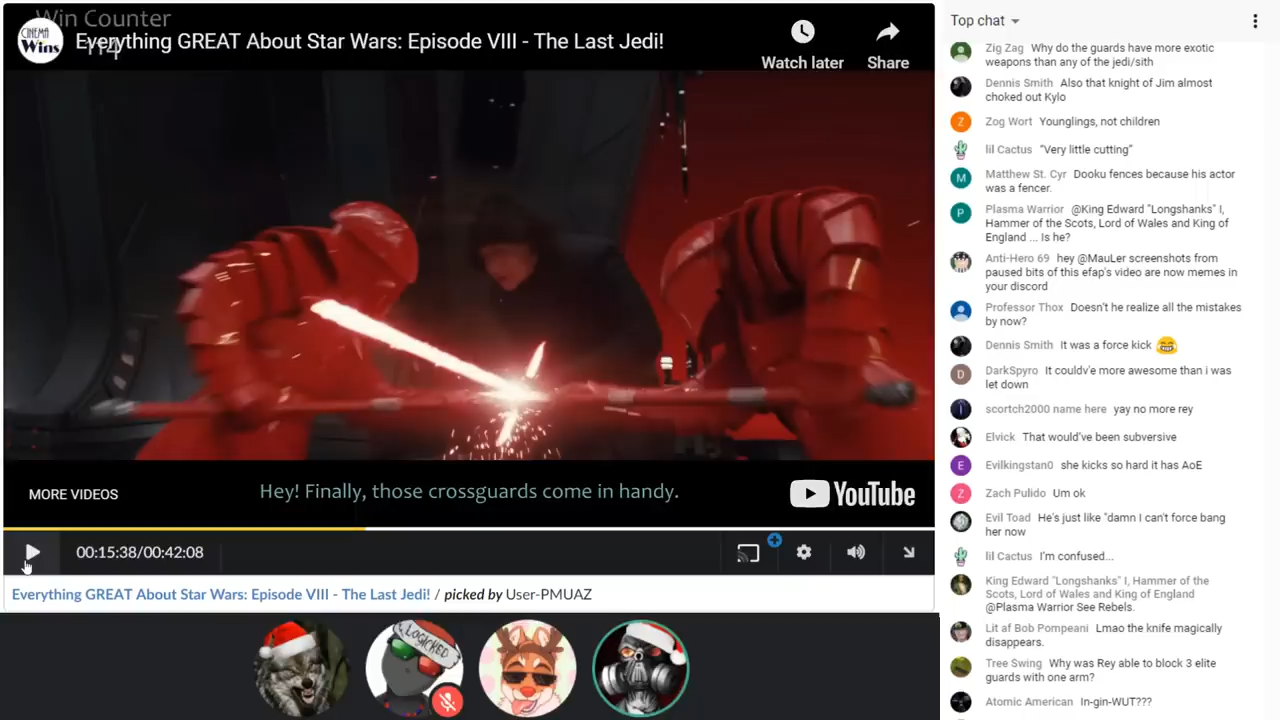 Win Counter
CINEMA
Wins
Everything GREAT About Star Wars: Episode VIII - The Last Jedi!
Watch later
Share
Hey! Finally, those crossguards come in handy.
MORE VIDEOS
YouTube
00:15:38/00:42:08
Everything GREAT About Star Wars: Episode VIII - The Last Jedi! / picked by User-PMUAZ
LOGICKED
Top chat
Zig Zag Why do the guards have more exotic
weapons than any of the jedi/sith
Dennis Smith Also that knight of Jim almost
choked out Kylo
Z
Zog Wort Younglings, not children
lil Cactus “Very little cutting”
M
Matthew St. Cyr Dooku fences because his actor
was a fencer.
P
Plasma Warrior @King Edward "Longshanks" I,
Hammer of the Scots, Lord of Wales and King of
England ... Is he?
Anti-Hero 69 hey @MauLer screenshots from
paused bits of this efap's video are now memes in
your discord
Professor Thox Doesn't he realize all the mistakes
by now?
Dennis Smith It was a force kick 😂
D
DarkSpyro It couldv'e more awesome than i was
let down
scortch2000 name here yay no more rey
Elvick That would've been subversive
E
Evilkingstan0 she kicks so hard it has AoE
Z
Zach Pulido Um ok
Evil Toad He's just like "damn I can't force bang
her now
lil Cactus I'm confused...
King Edward "Longshanks" I, Hammer of the
Scots, Lord of Wales and King of England
@Plasma Warrior See Rebels.
Lit af Bob Pompeani Lmao the knife magically
disappears.
Tree Swing Why was Rey able to block 3 elite
guards with one arm?
Atomic American In-gin-WUT???